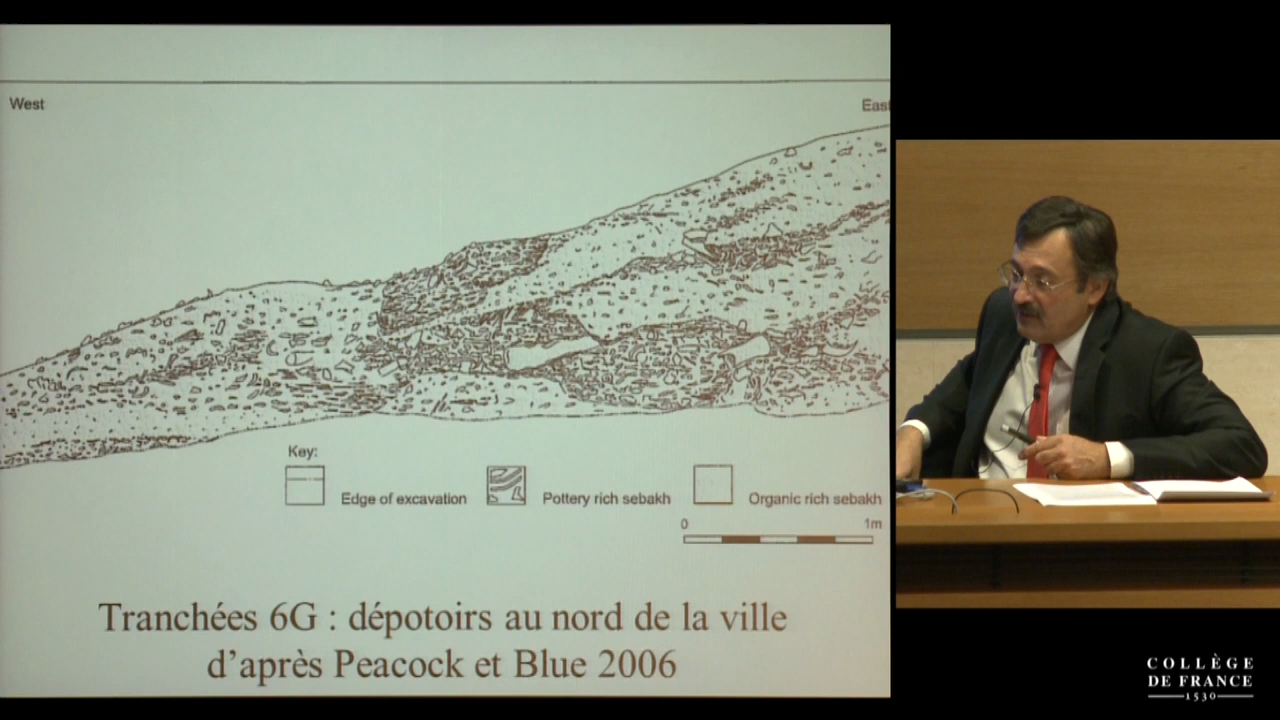 West
East
Key:
Edge of excavation
Pottery rich sebakh
Organic rich sebakh
0
1m
Tranchées 6G : dépotoirs au nord de la ville
d'après Peacock et Blue 2006
COLLÈGE
DE FRANCE
1530